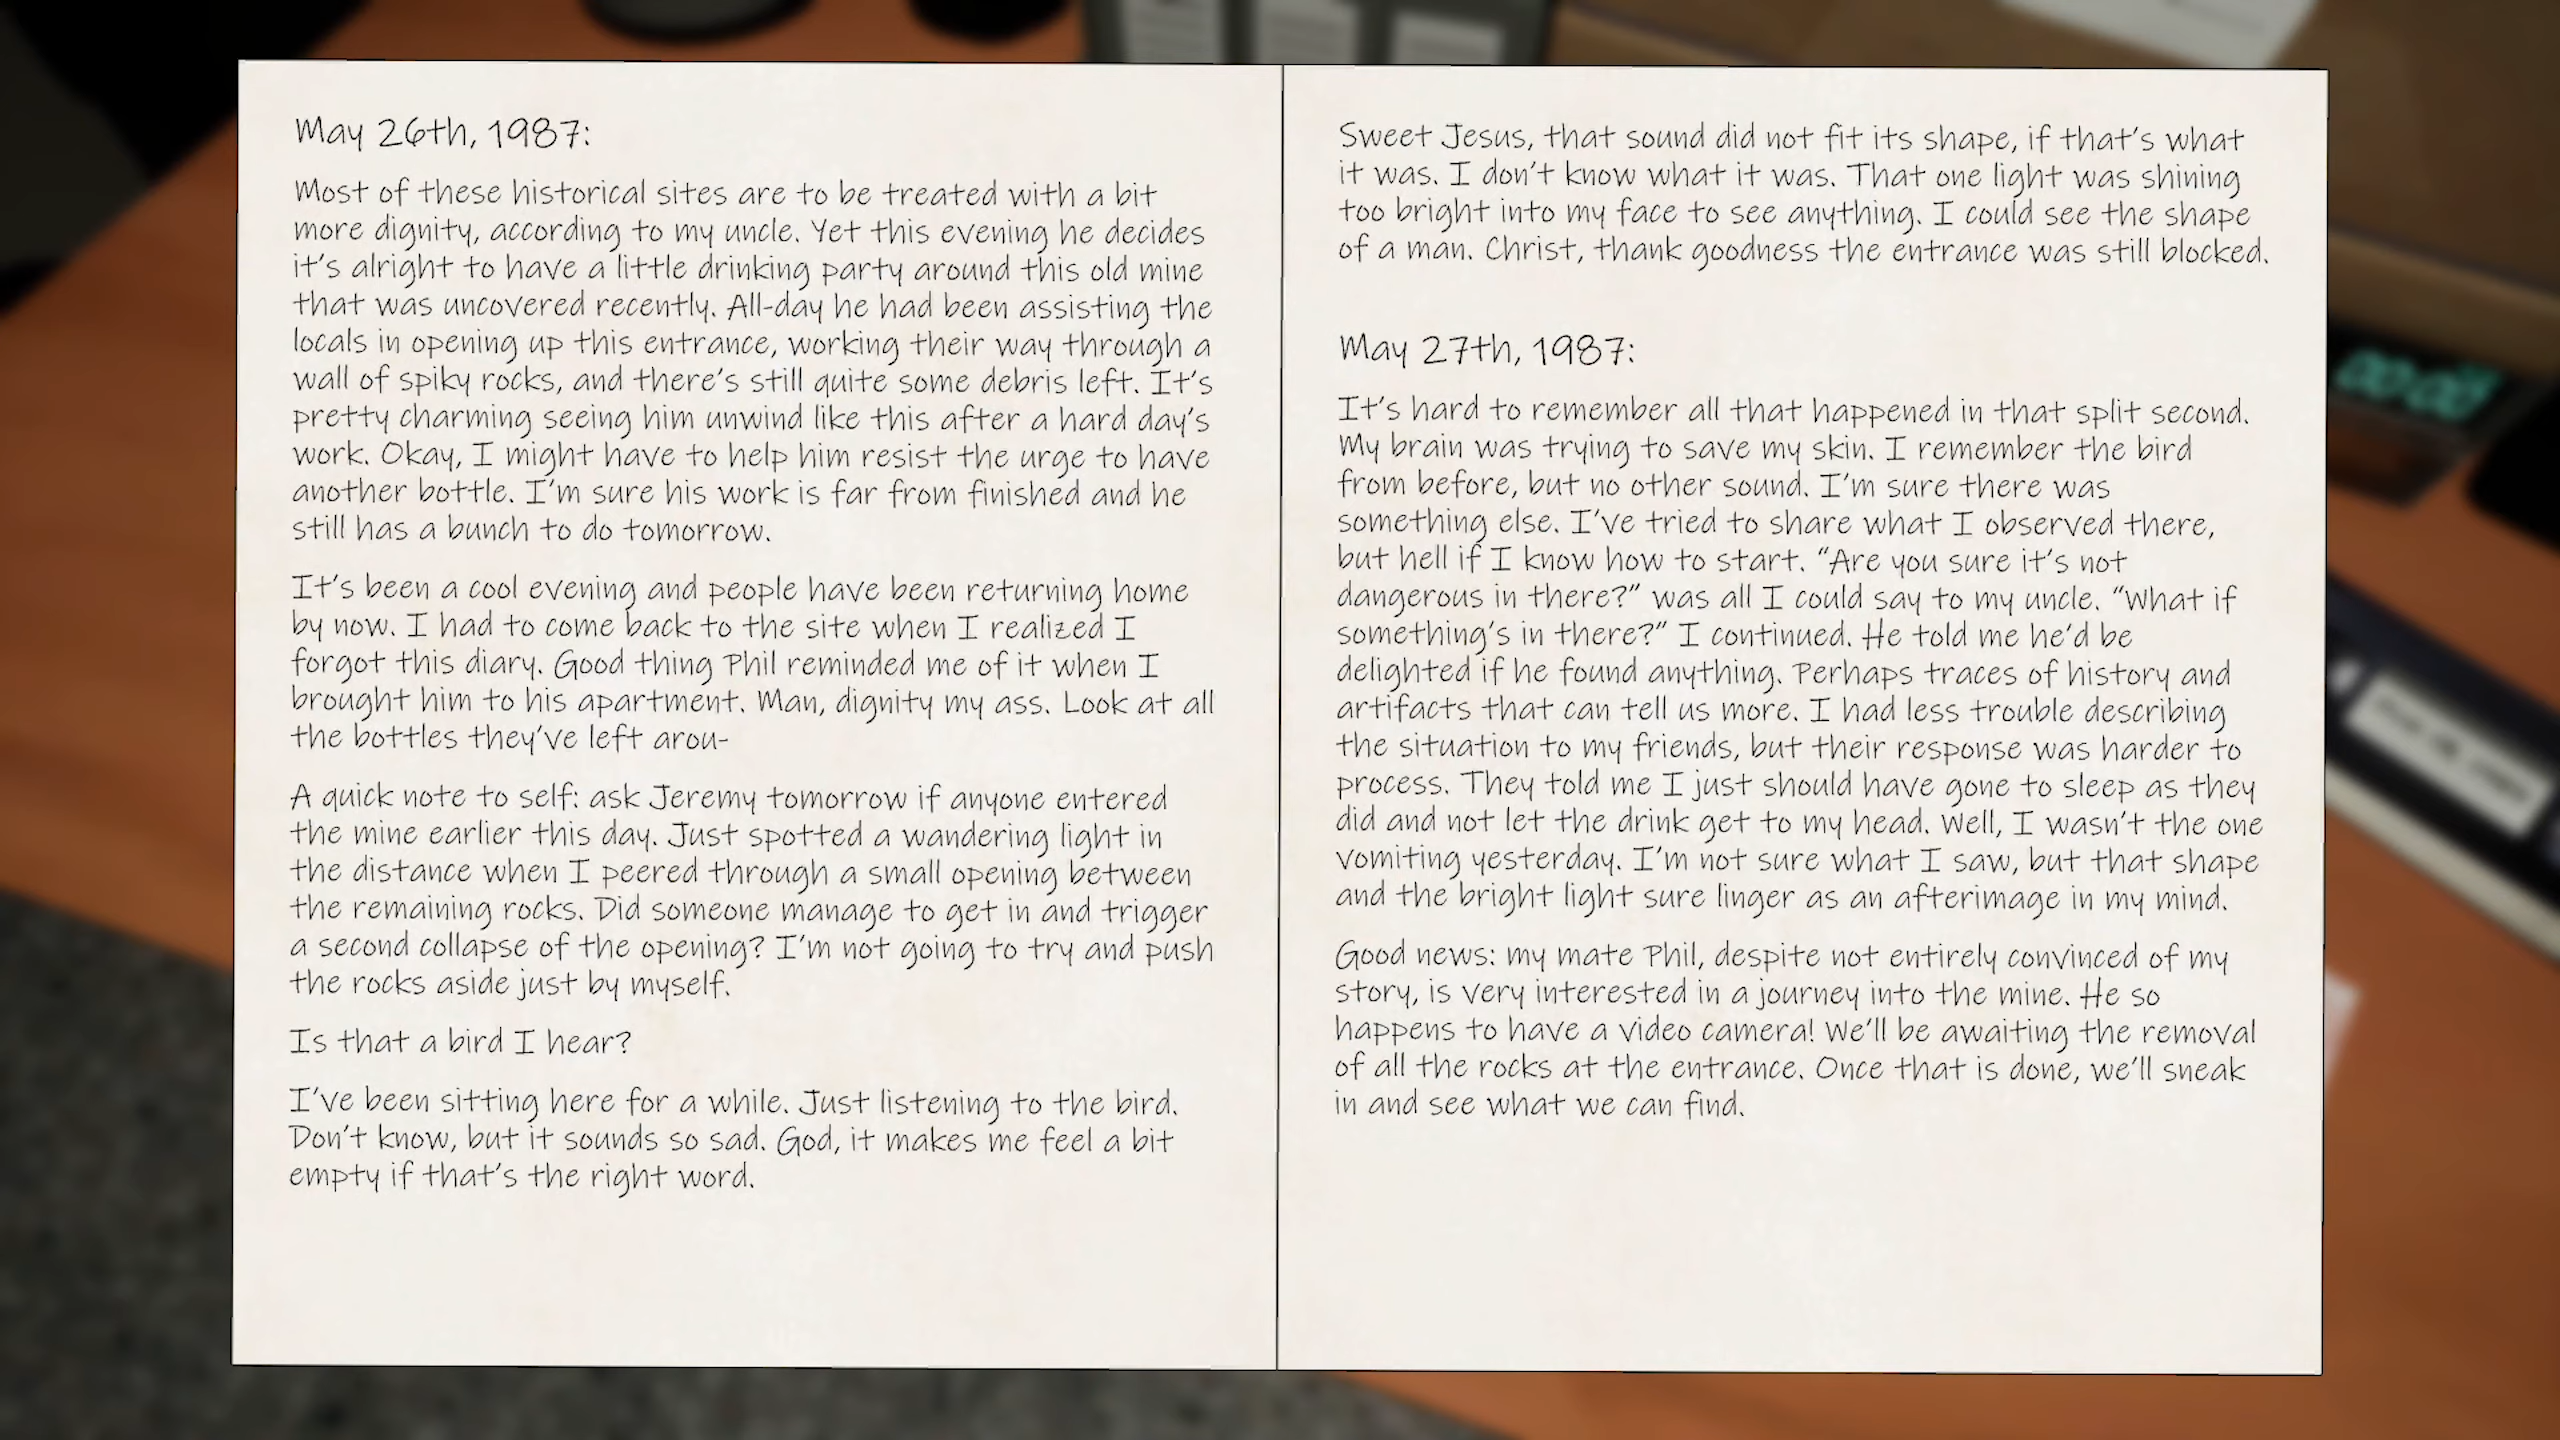 May 26th, 1987:
Most of these historical sites are to be treated with a bit
more dignity, according to my uncle. Yet this evening he decides
it's alright to have a little drinking party around this old mine
that was uncovered recently. All-day he had been assisting the
locals in opening up this entrance, working their way through a
wall of spiky rocks, and there's still quite some debris left. It's
pretty charming seeing him unwind like this after a hard day's
work. Okay, I might have to help him resist the urge to have
another bottle. I'm sure his work is far from finished and he
still has a bunch to do tomorrow.
It's been a cool evening and people have been returning home
by now. I had to come back to the site when I realized I
forgot this diary. Good thing Phil reminded me of it when I
brought him to his apartment. Man, dignity my ass. Look at all
the bottles they've left arou-
A quick note to self: ask Jeremy tomorrow if anyone entered
the mine earlier this day. Just spotted a wandering light in
the distance when I peered through a small opening between
the remaining rocks. Did someone manage to get in and trigger
a second collapse of the opening? I'm not going to try and push
the rocks aside just by myself.
Is that a bird I hear?
I've been sitting here for a while. Just listening to the bird.
Don't know, but it sounds so sad. God, it makes me feel a bit
empty if that's the right word.
Sweet Jesus, that sound did not fit its shape, if that's what
it was. I don't know what it was. That one light was shining
too bright into my face to see anything. I could see the shape
of a man. Christ, thank goodness the entrance was still blocked.
May 27th, 1987:
It's hard to remember all that happened in that split second.
My brain was trying to save my skin. I remember the bird
from before, but no other sound. I'm sure there was
something else. I've tried to share what I observed there,
but hell if I know how to start. "Are you sure it's not
dangerous in there?" was all I could say to my uncle. "What if
something's in there?" I continued. He told me he'd be
delighted if he found anything. Perhaps traces of history and
artifacts that can tell us more. I had less trouble describing
the situation to my friends, but their response was harder to
process. They told me I just should have gone to sleep as they
did and not let the drink get to my head. Well, I wasn't the one
vomiting yesterday. I'm not sure what I saw, but that shape
and the bright light sure linger as an afterimage in my mind.
Good news: my mate Phil, despite not entirely convinced of my
story, is very interested in a journey into the mine. He so
happens to have a video camera! We'll be awaiting the removal
of all the rocks at the entrance. Once that is done, we'll sneak
in and see what we can find.
00:00